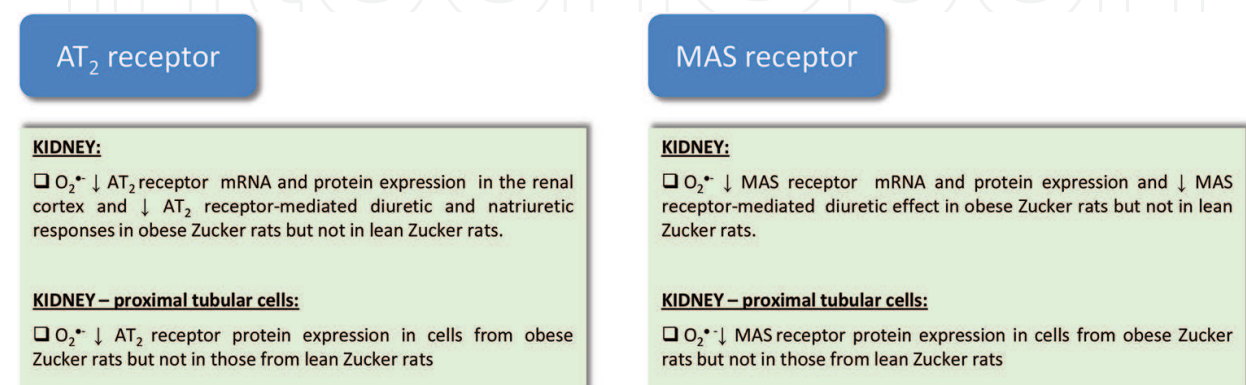 AT₂ receptor
KIDNEY:
❑ O₂•- ↓ AT₂ receptor mRNA and protein expression in the renal
cortex and ↓ AT₂ receptor-mediated diuretic and natriuretic
responses in obese Zucker rats but not in lean Zucker rats.
KIDNEY – proximal tubular cells:
❑ O₂•- ↓ AT₂ receptor protein expression in cells from obese
Zucker rats but not in those from lean Zucker rats
MAS receptor
KIDNEY:
❑ O₂•- ↓ MAS receptor mRNA and protein expression and ↓ MAS
receptor-mediated diuretic effect in obese Zucker rats but not in lean
Zucker rats.
KIDNEY – proximal tubular cells:
❑ O₂•- ↓ MAS receptor protein expression in cells from obese Zucker
rats but not in those from lean Zucker rats